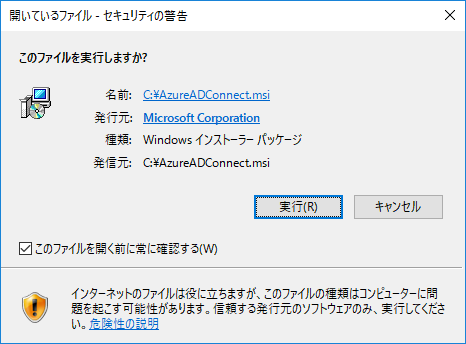 開いているファイル - セキュリティの警告
このファイルを実行しますか?
名前: C:¥AzureADConnect.msi
発行元: Microsoft Corporation
種類: Windows インストーラー パッケージ
発信元: C:¥AzureADConnect.msi
実行(R) キャンセル
このファイルを開く前に常に確認する(W)
インターネットのファイルは役に立ちますが、このファイルの種類はコンピューターに問
題を起こす可能性があります。信頼する発行元のソフトウェアのみ、実行してくださ
い。危険性の説明